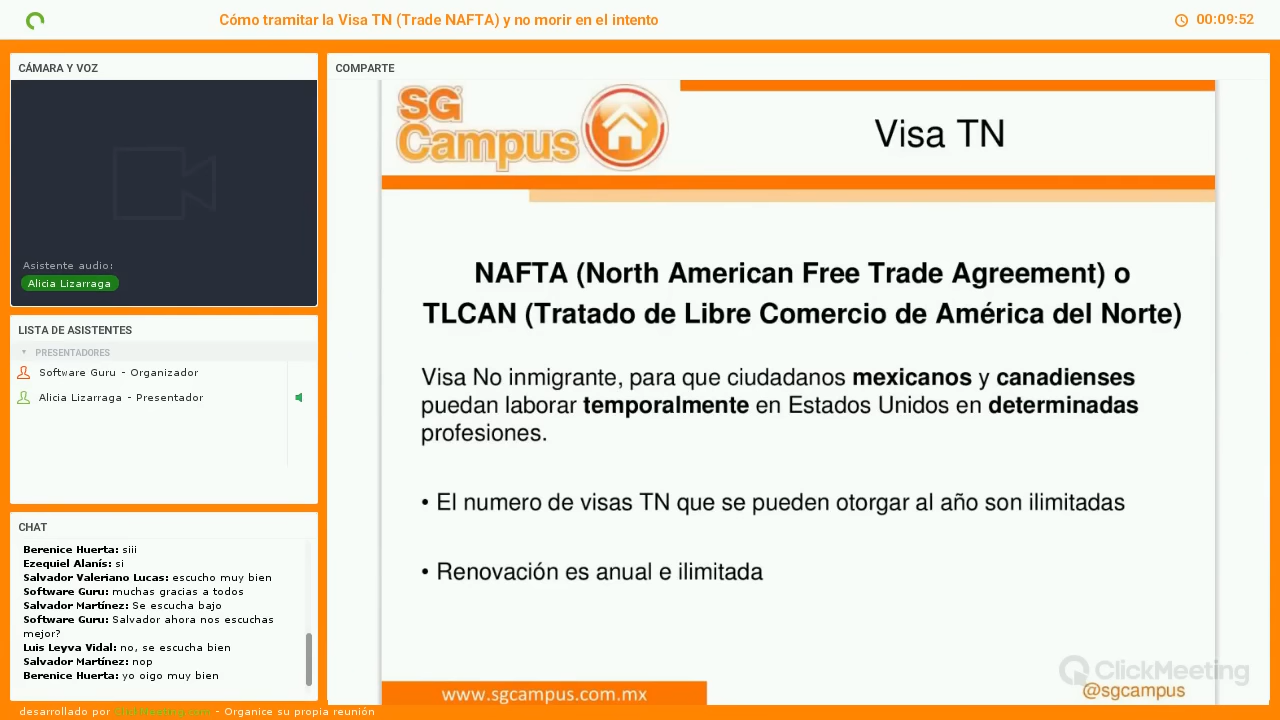 Cómo tramitar la Visa TN (Trade NAFTA) y no morir en el intento
00:09:52
CÁMARA Y VOZ
Asistente audio:
Alicia Lizarraga
LISTA DE ASISTENTES
PRESENTADORES
Software Guru - Organizador
Alicia Lizarraga - Presentador
CHAT
Berenice Huerta: siii
Ezequiel Alanís: si
Salvador Valeriano Lucas: escucho muy bien
Software Guru: muchas gracias a todos
Salvador Martínez: Se escucha bajo
Software Guru: Salvador ahora nos escuchas
mejor?
Luis Leyva Vidal: no, se escucha bien
Salvador Martínez: nop
Berenice Huerta: yo oigo muy bien
COMPARTE
SG
Campus
Visa TN
NAFTA (North American Free Trade Agreement) o
TLCAN (Tratado de Libre Comercio de América del Norte)
Visa No inmigrante, para que ciudadanos mexicanos y canadienses
puedan laborar temporalmente en Estados Unidos en determinadas
profesiones.
• El numero de visas TN que se pueden otorgar al año son ilimitadas
• Renovación es anual e ilimitada
ClickMeeting
www.sgcampus.com.mx
@sgcampus
desarrollado por - Organice su propia reunión